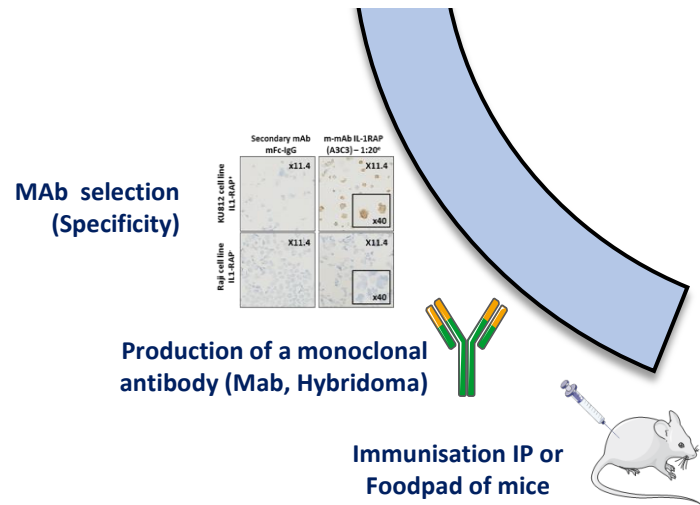 Secondary mAb
mFc-IgG
m-mAb IL-1RAP
(A3C3) – 1:20e
KU812 cell line
IL1-RAP+
x11.4
X11.4
x40
Raji cell line
IL1-RAP-
X11.4
X11.4
x40
MAb selection
(Specificity)
Production of a monoclonal
antibody (Mab, Hybridoma)
Immunisation IP or
Foodpad of mice